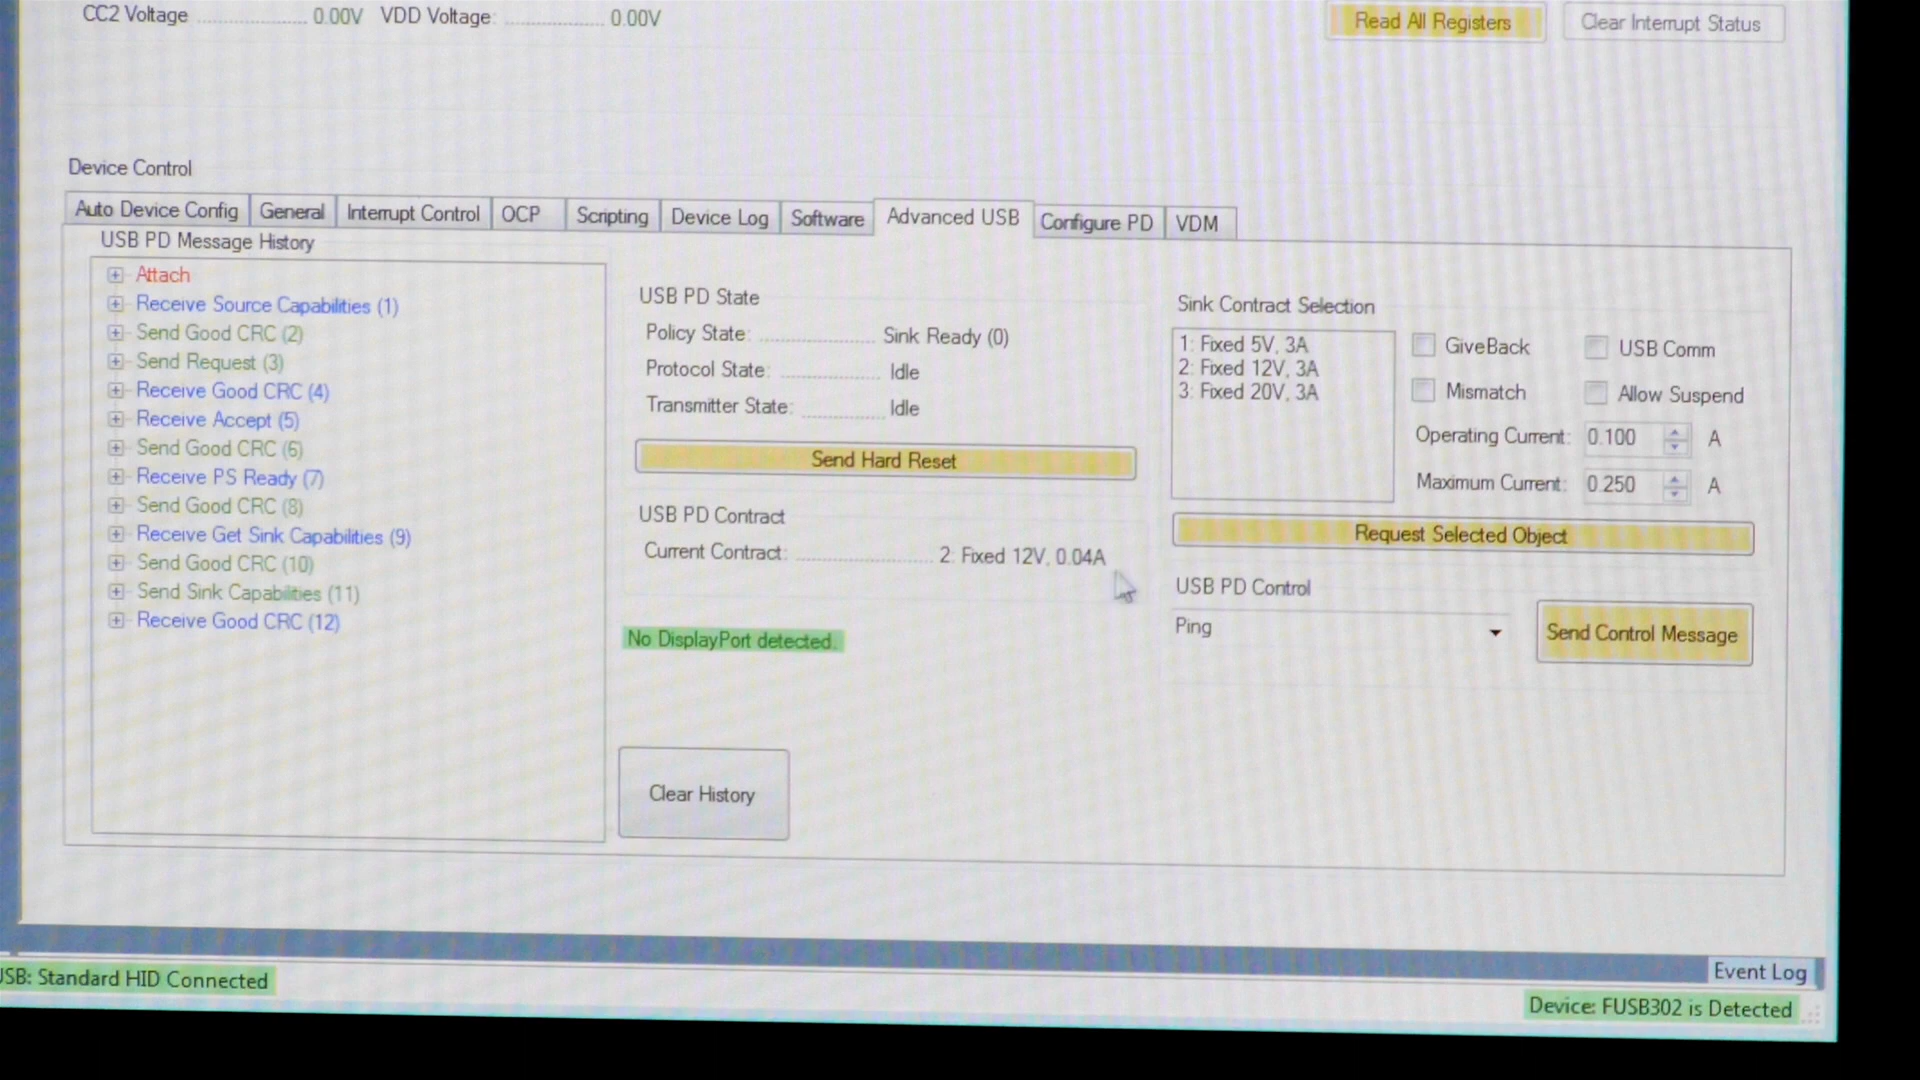 CC2 Voltage 0.00V VDD Voltage: 0.00V
Read All Registers
Clear Interrupt Status
Device Control
Auto Device Config
General
Interrupt Control
OCP
Scripting
Device Log
Software
Advanced USB
Configure PD
VDM
USB PD Message History
Attach
Receive Source Capabilities (1)
Send Good CRC (2)
Send Request (3)
Receive Good CRC (4)
Receive Accept (5)
Send Good CRC (6)
Receive PS Ready (7)
Send Good CRC (8)
Receive Get Sink Capabilities (9)
Send Good CRC (10)
Send Sink Capabilities (11)
Receive Good CRC (12)
USB PD State
Policy State: Sink Ready (0)
Protocol State: Idle
Transmitter State: Idle
Send Hard Reset
USB PD Contract
Current Contract: 2: Fixed 12V, 0.04A
No DisplayPort detected.
Clear History
Sink Contract Selection
1: Fixed 5V, 3A
2: Fixed 12V, 3A
3: Fixed 20V, 3A
GiveBack
USB Comm
Mismatch
Allow Suspend
Operating Current: 0.100 A
Maximum Current: 0.250 A
Request Selected Object
USB PD Control
Ping
Send Control Message
Event Log
USB: Standard HID Connected
Device: FUSB302 is Detected